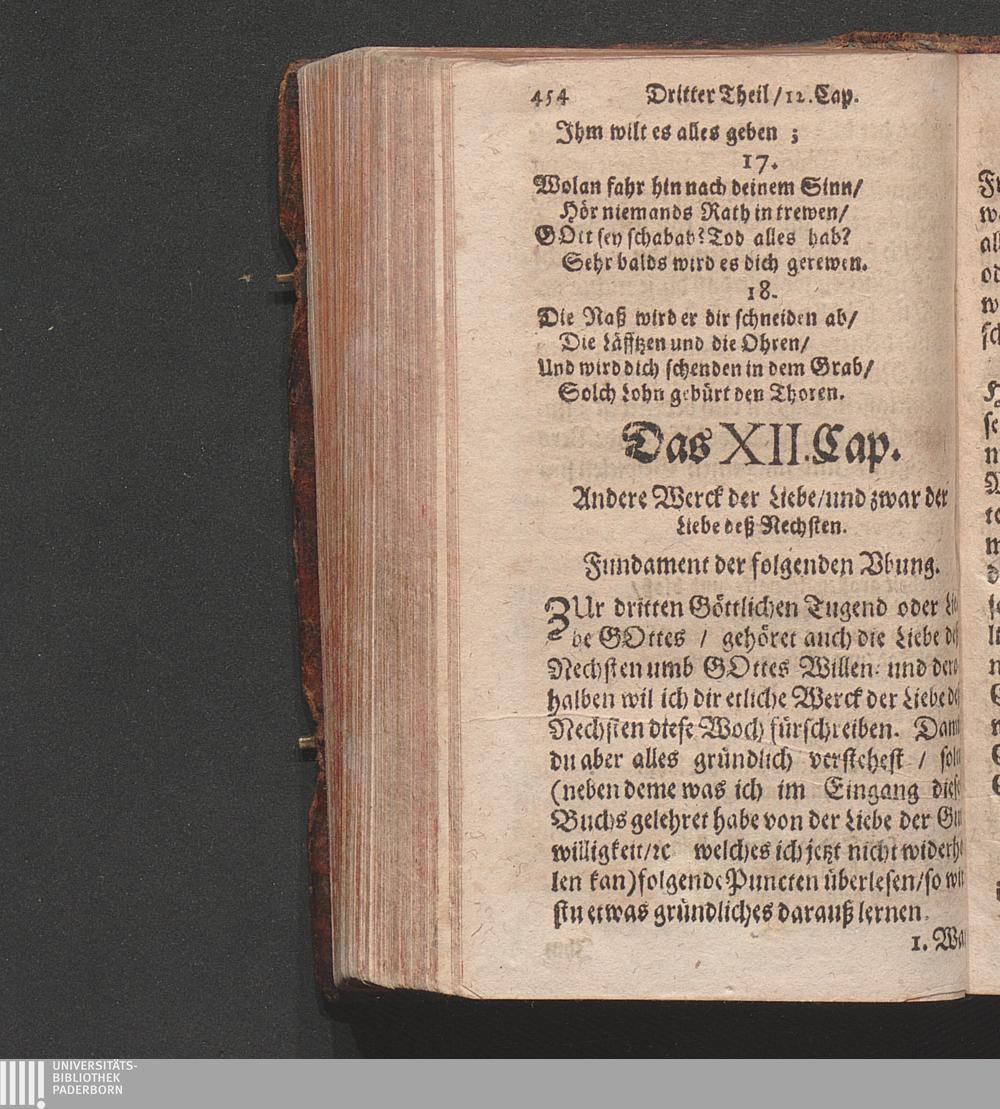 454 Dritter Theil / 12. Cap.
Ihm wilt es alles geben ;
17.
Wolan fahr hin nach deinem Sinn/
Hör niemands Rath in trewen/
GOtt sey schabab? Tod alles hab?
Sehr balds wird es dich gerewen.
18.
Die Naß wird er dir schneiden ab/
Die Läfftzen und die Ohren/
Und wird dich schenden in dem Grab/
Solch Lohn gebürt den Thoren.
Das XII. Cap.
Andere Werck der Liebe/und zwar der
Liebe deß Nechsten.
Fundament der folgenden Vbung.
ZUr dritten Göttlichen Tugend oder
be GOttes / gehöret auch die Liebe
Nechsten umb GOttes Willen: und
halben wil ich dir etliche Werck der Liebe
Nechsten diese Woch fürschreiben.
du aber alles gründlich verstehest /
(neben deme was ich im Eingang
Buchs gelehret habe von der Liebe der
willigkeit/ꝛc welches ich jetzt nicht
len kan) folgende Puncten überlesen/so
stu etwas gründliches darauß lernen.
1.
UNIVERSITÄTS-
BIBLIOTHEK
PADERBORN